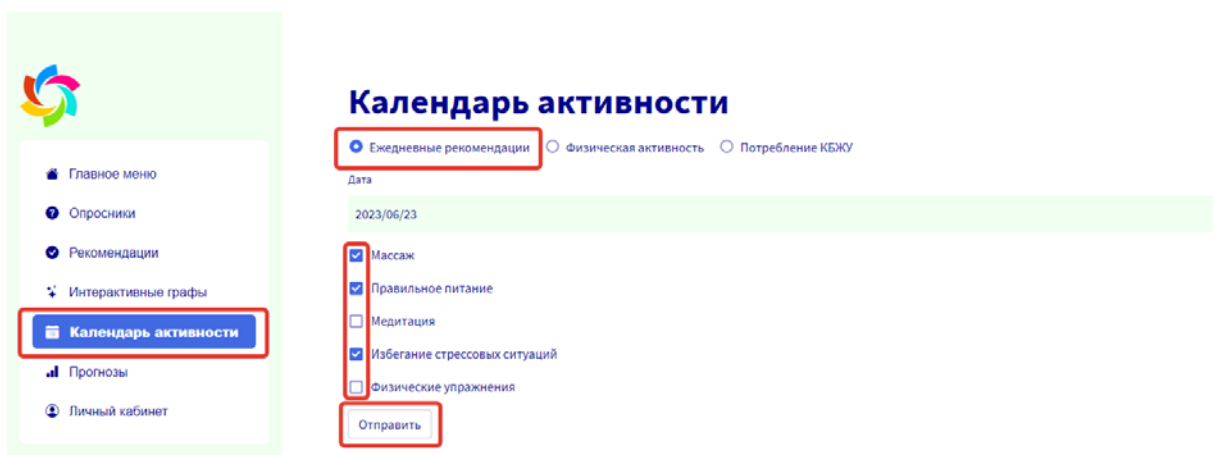 Главное меню
Опросники
Рекомендации
Интерактивные графы
Календарь активности
Прогнозы
Личный кабинет
Календарь активности
Ежедневные рекомендации Физическая активность Потребление КБЖУ
Дата
2023/06/23
Массаж
Правильное питание
Медитация
Избегание стрессовых ситуаций
Физические упражнения
Отправить